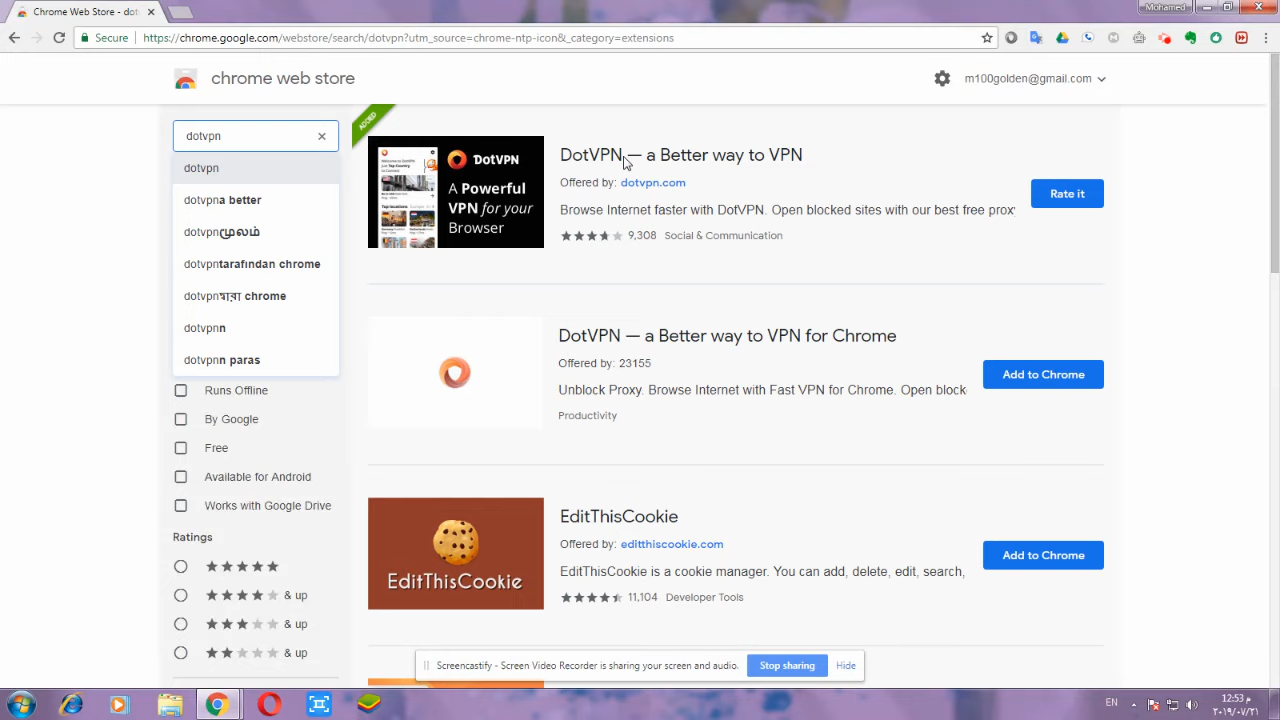 Chrome Web Store - dot
Mohamed
Secure
https://chrome.google.com/webstore/search/dotvpn?utm_source=chrome-ntp-icon&_category=extensions
chrome web store
m100golden@gmail.com
dotvpn
dotvpn
dotvpna better
dotvpnமூலம்
dotvpntarafından chrome
dotvpnদ্বারা chrome
dotvpnn
dotvpnn paras
Runs Offline
By Google
Free
Available for Android
Works with Google Drive
Ratings
& up
& up
& up
ADDED
DotVPN
A Powerful
VPN for your
Browser
DotVPN — a Better way to VPN
Offered by: dotvpn.com
Browse Internet faster with DotVPN. Open blocked sites with our best free proxy
9,308 Social & Communication
Rate it
DotVPN — a Better way to VPN for Chrome
Offered by: 23155
Unblock Proxy. Browse Internet with Fast VPN for Chrome. Open block
Productivity
Add to Chrome
EditThisCookie
EditThisCookie
Offered by: editthiscookie.com
EditThisCookie is a cookie manager. You can add, delete, edit, search,
11,104 Developer Tools
Add to Chrome
Screencastify - Screen Video Recorder is sharing your screen and audio.
Stop sharing
Hide
EN
12:53 م
٢٠١٩/٧/٢١